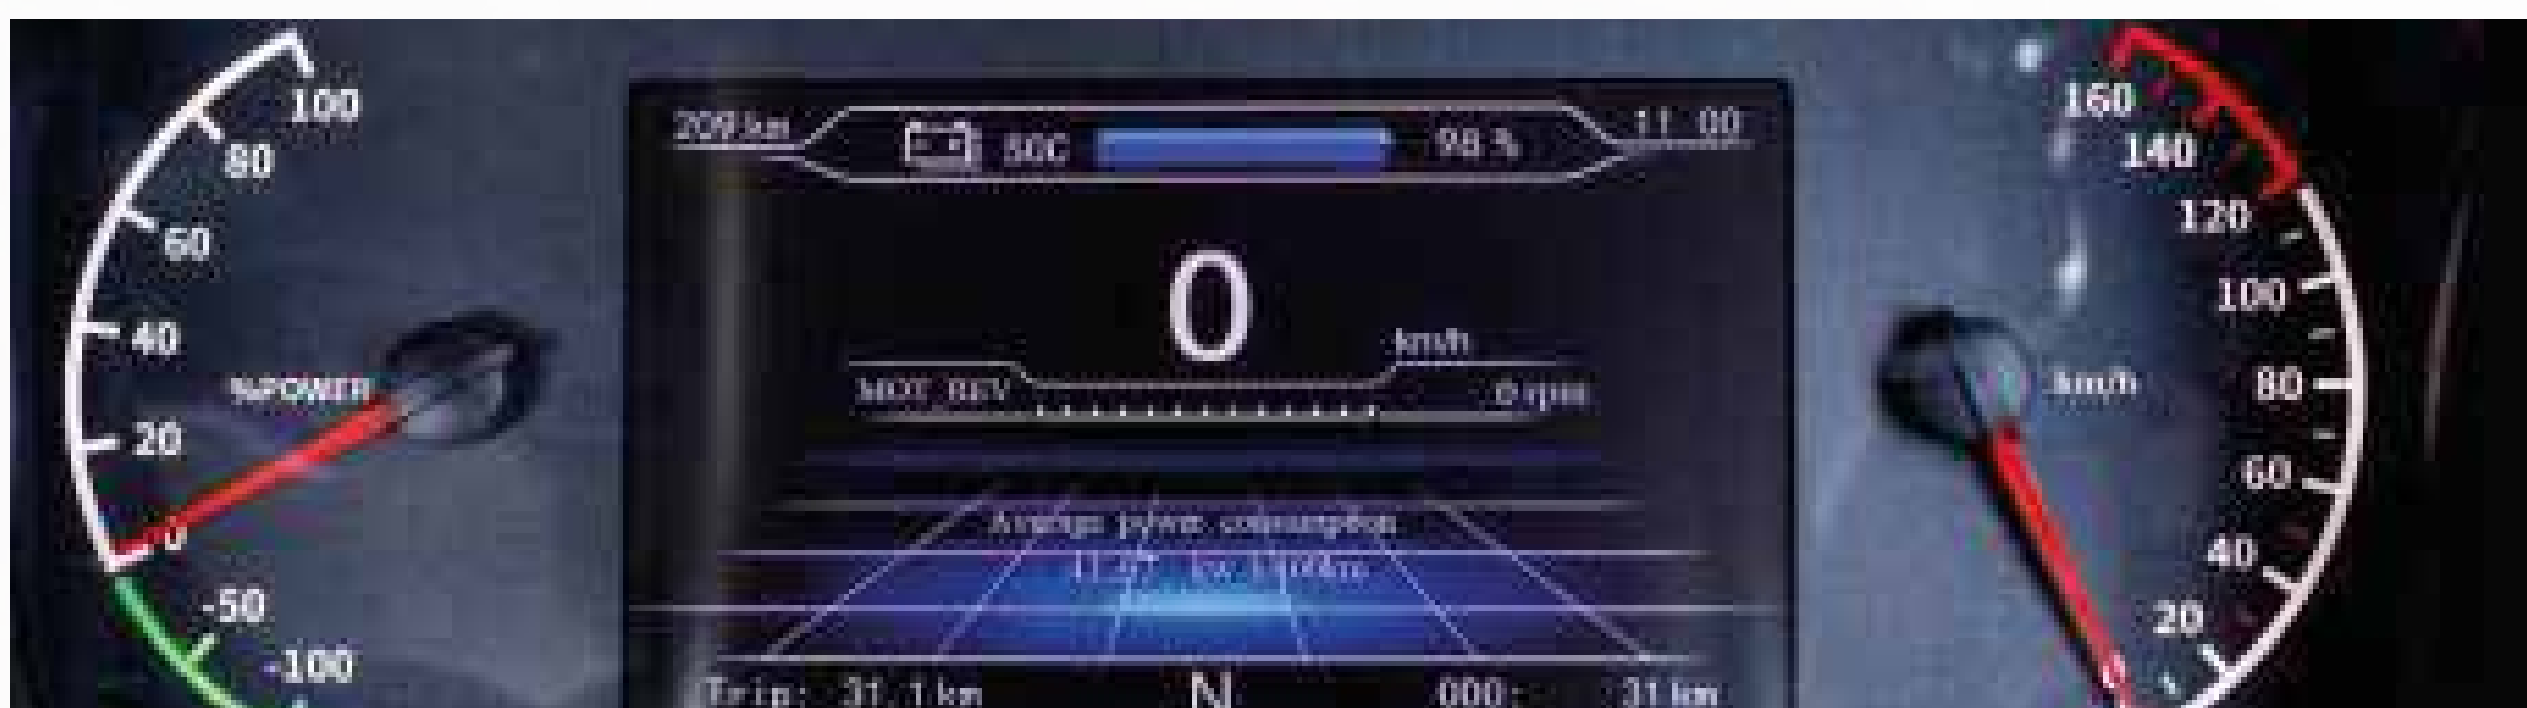 100
80
60
40
%POWER
20
0
-50
-100
209 km
SOC
98 %
11 00
0
km/h
MOT REV
0 rpm
Average power consumption
Trip: 31.1 km
N
31 km
160
140
120
100
km/h
80
60
40
20
0